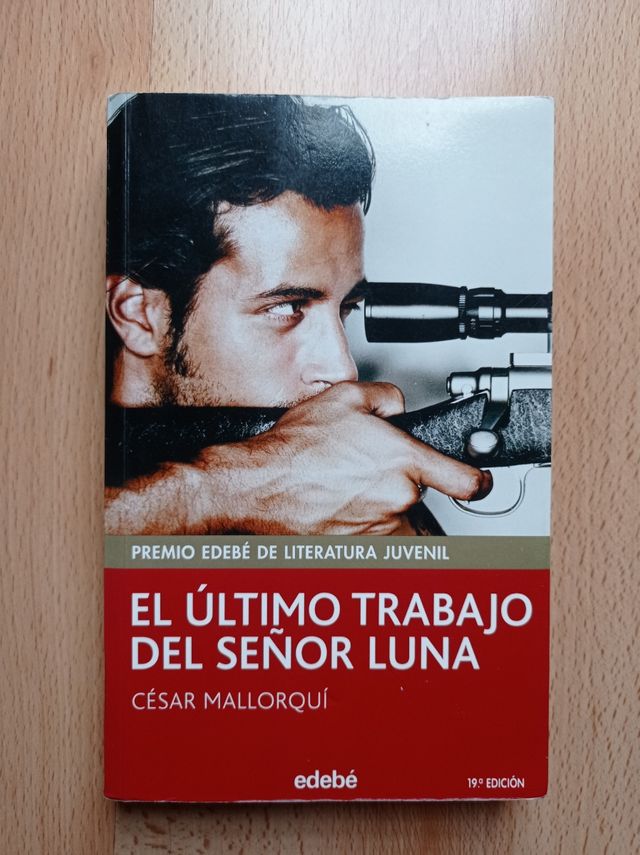 PREMIO EDEBÉ DE LITERATURA JUVENIL
EL ÚLTIMO TRABAJO
DEL SEÑOR LUNA
CÉSAR MALLORQUÍ
edebé
19.ª EDICIÓN